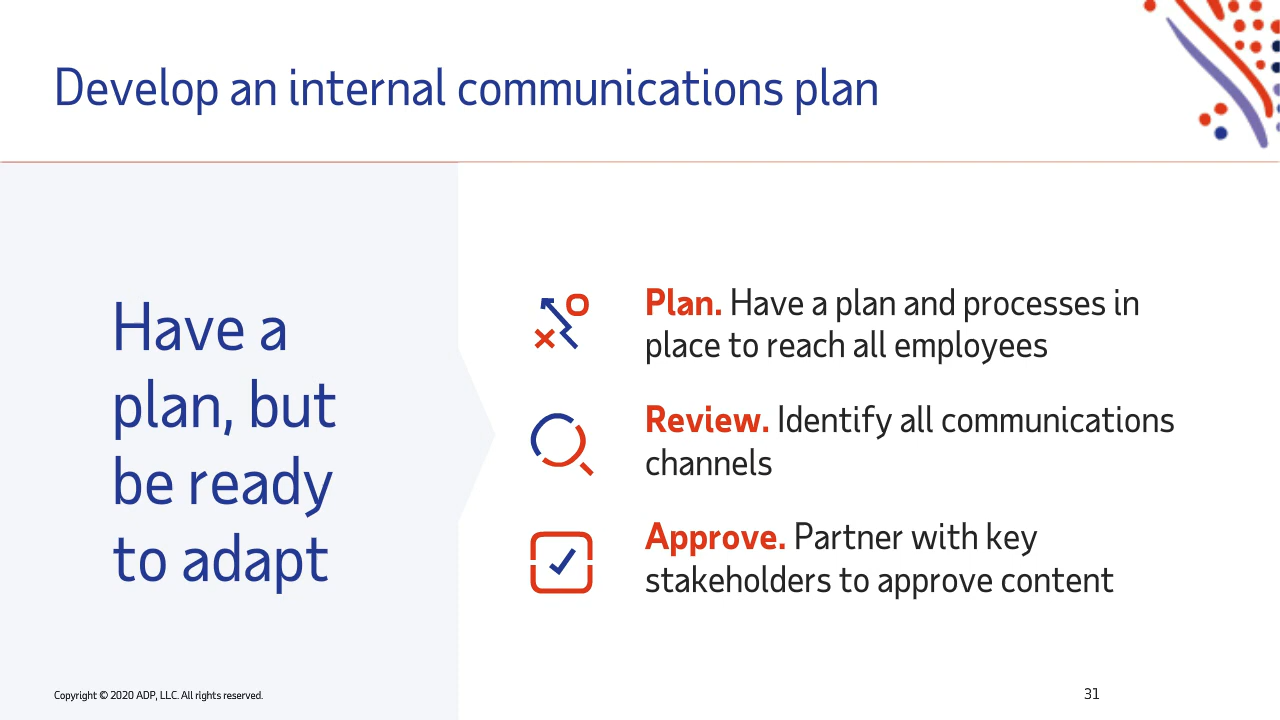 Develop an internal communications plan
Have a
plan, but
be ready
to adapt
Plan. Have a plan and processes in
place to reach all employees
Review. Identify all communications
channels
Approve. Partner with key
stakeholders to approve content
Copyright © 2020 ADP, LLC. All rights reserved.
31